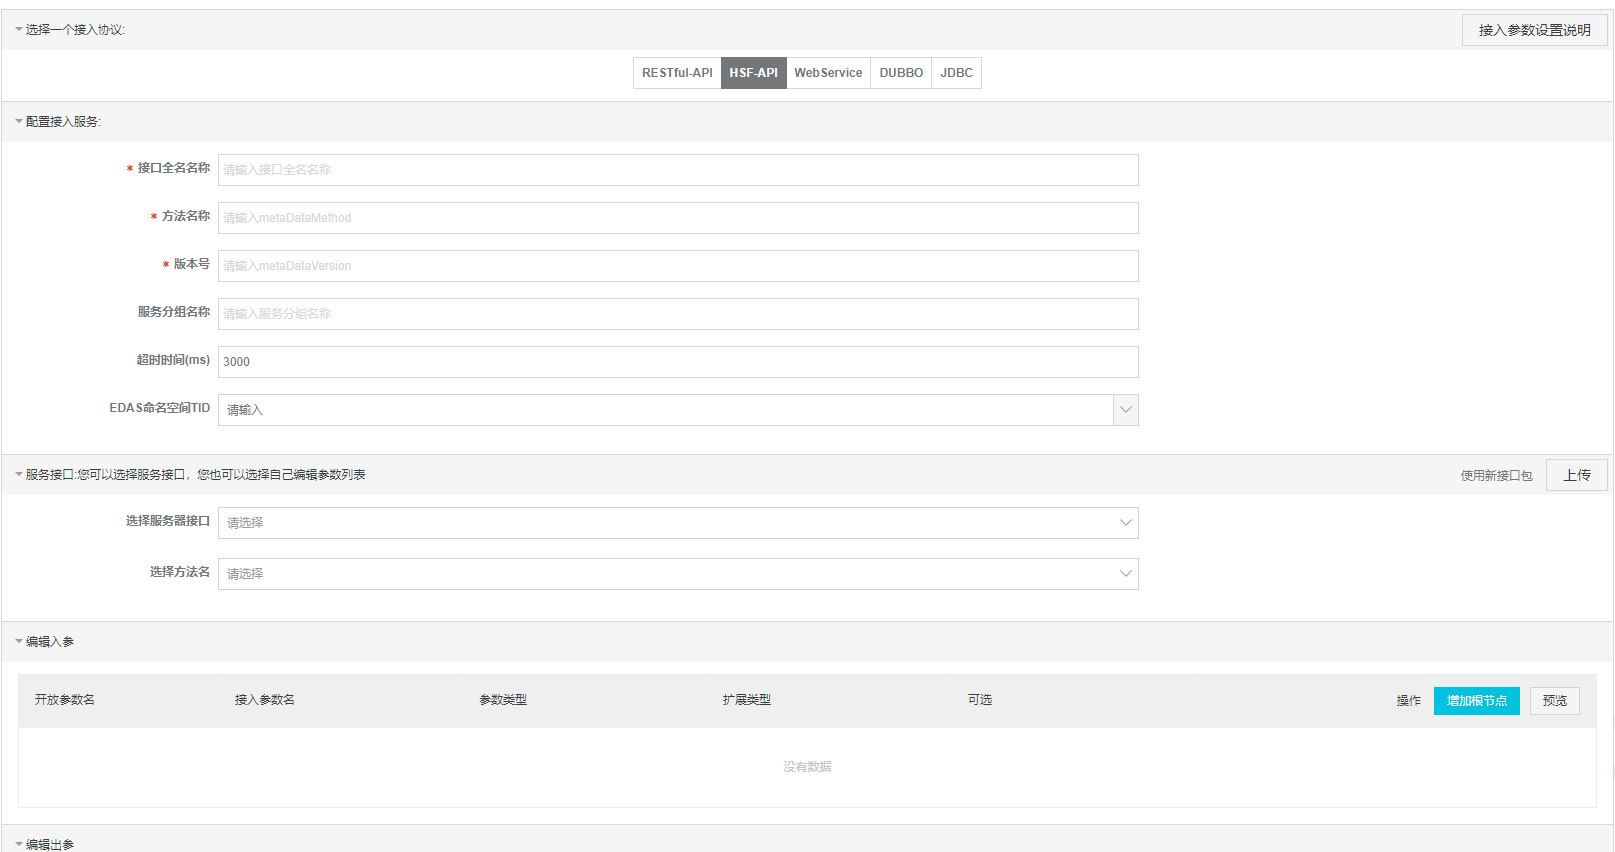 选择一个接入协议:
接入参数设置说明
RESTful-API HSF-API WebService DUBBO JDBC
配置接入服务:
* 接口全名名称 请输入接口全名名称
* 方法名称 请输入metaDataMethod
* 版本号 请输入metaDataVersion
服务分组名称 请输入服务分组名称
超时时间(ms) 3000
EDAS命名空间TID 请输入
服务接口:您可以选择服务接口，您也可以选择自己编辑参数列表 使用新接口包 上传
选择服务器接口 请选择
选择方法名 请选择
编辑入参
开放参数名 接入参数名 参数类型 扩展类型 可选 操作 增加根节点 预览
没有数据
编辑出参